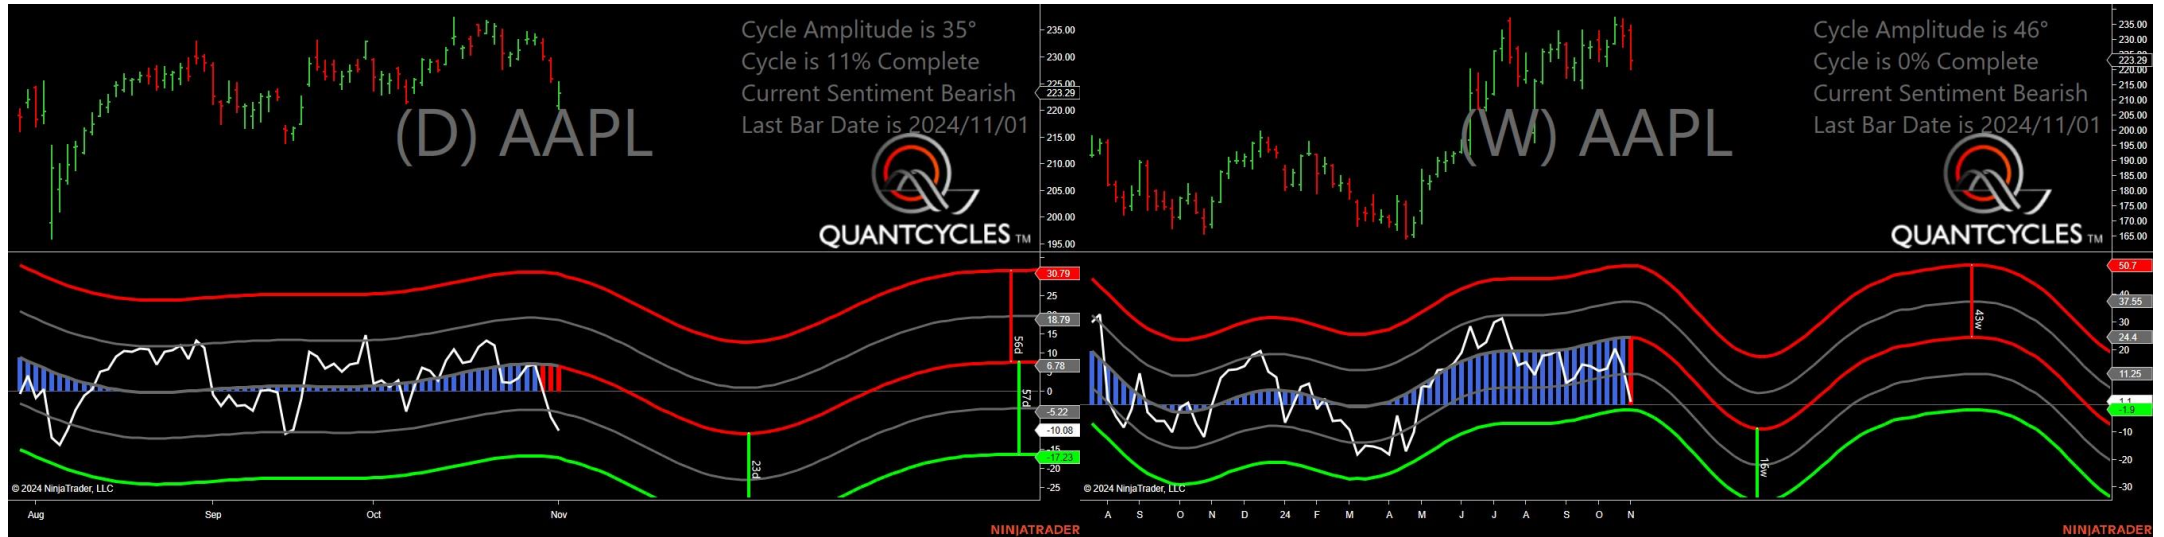 Cycle Amplitude is 35°
Cycle is 11% Complete
Current Sentiment Bearish
Last Bar Date is 2024/11/01
(D) AAPL
QUANTCYCLES TM
235.00
230.00
225.00
223.29
220.00
215.00
210.00
205.00
200.00
195.00
30.79
25
18.79
15
10
6.78
0
-5.22
-10.08
-15
-17.23
-20
-25
56d
57d
23d
© 2024 NinjaTrader, LLC
Aug Sep Oct Nov
NINJATRADER
Cycle Amplitude is 46°
Cycle is 0% Complete
Current Sentiment Bearish
Last Bar Date is 2024/11/01
(W) AAPL
QUANTCYCLES TM
235.00
230.00
223.29
220.00
215.00
210.00
205.00
200.00
195.00
190.00
185.00
180.00
175.00
170.00
165.00
50.7
40
37.55
30
24.4
20
11.25
1.1
-1.9
-10
-20
-30
43w
16w
© 2024 NinjaTrader, LLC
A S O N D 24 F M A M J J A S O N
NINJATRADER